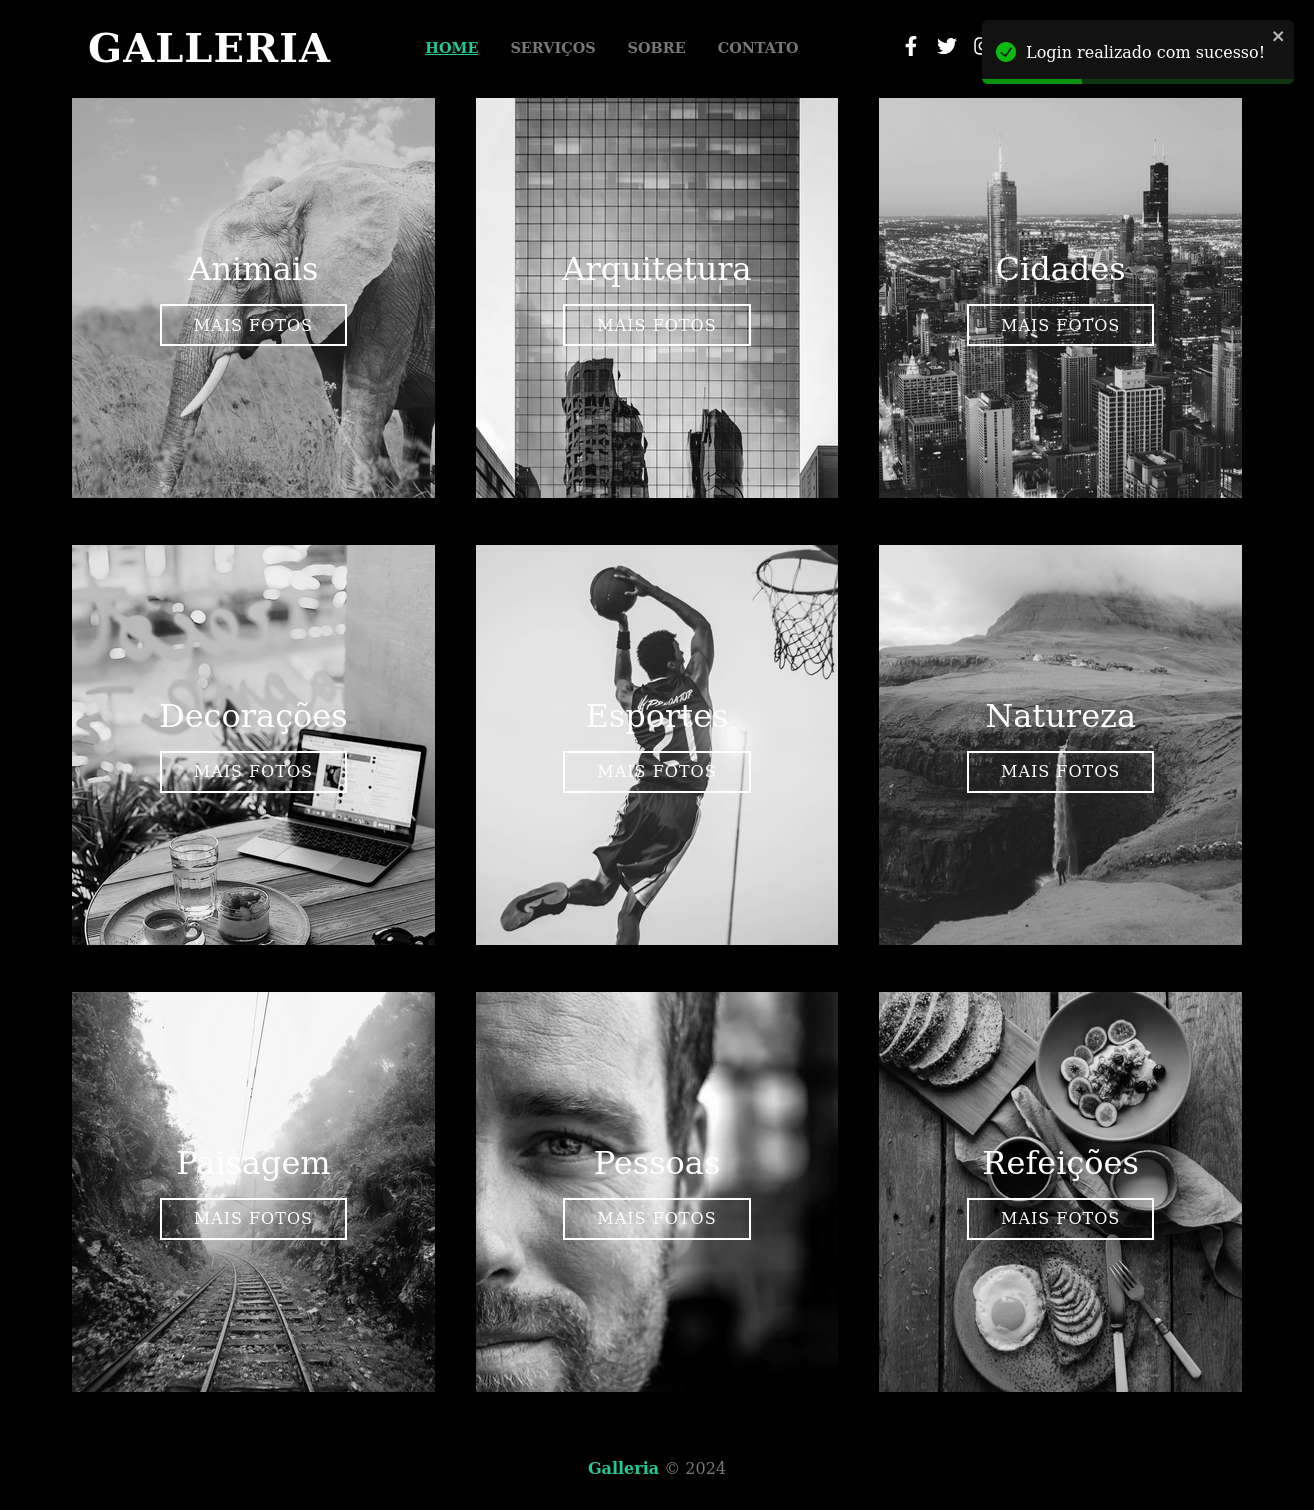 GALLERIA
HOME SERVIÇOS SOBRE CONTATO
Login realizado com sucesso!
Animais
MAIS FOTOS
Arquitetura
MAIS FOTOS
Cidades
MAIS FOTOS
Decorações
MAIS FOTOS
Esportes
MAIS FOTOS
21
Natureza
MAIS FOTOS
Paisagem
MAIS FOTOS
Pessoas
MAIS FOTOS
Refeições
MAIS FOTOS
Galleria © 2024